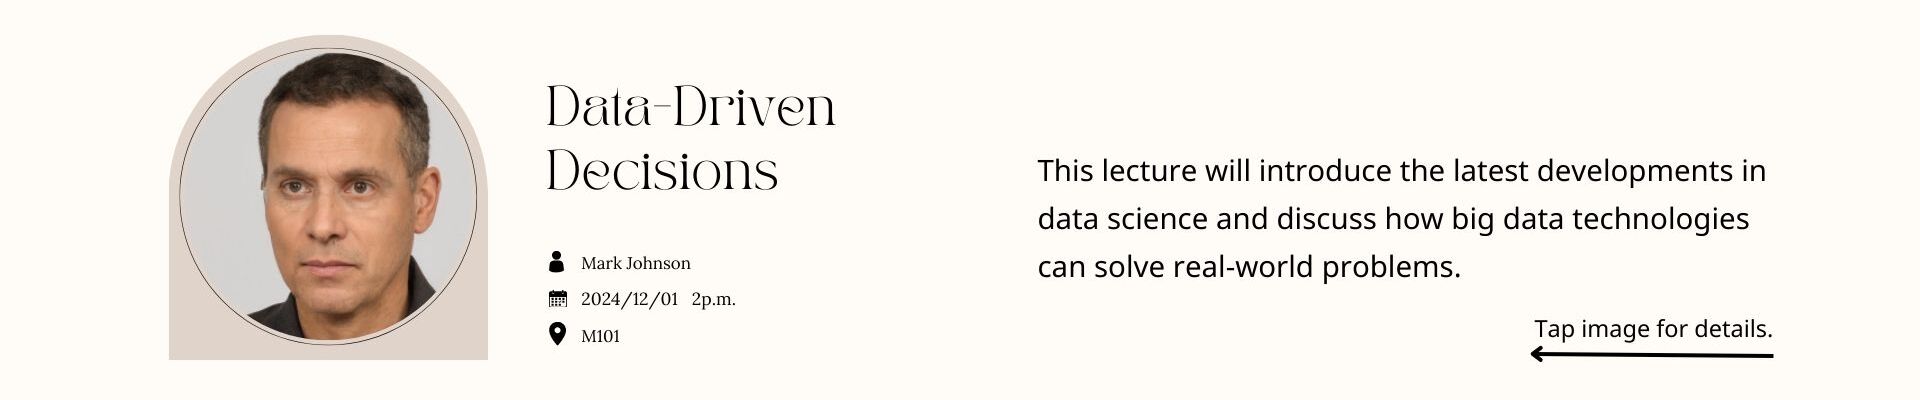 Data-Driven
Decisions
Mark Johnson
2024/12/01 2p.m.
M101
This lecture will introduce the latest developments in
data science and discuss how big data technologies
can solve real-world problems.
Tap image for details.